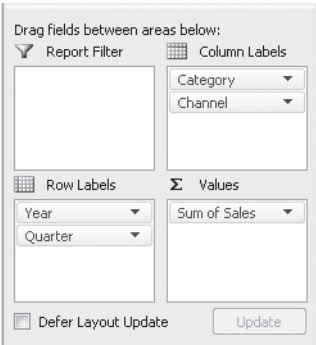 Drag fields between areas below:
Report Filter
Column Labels
Category
Channel
Row Labels
Σ Values
Year
Quarter
Sum of Sales
Defer Layout Update
Update